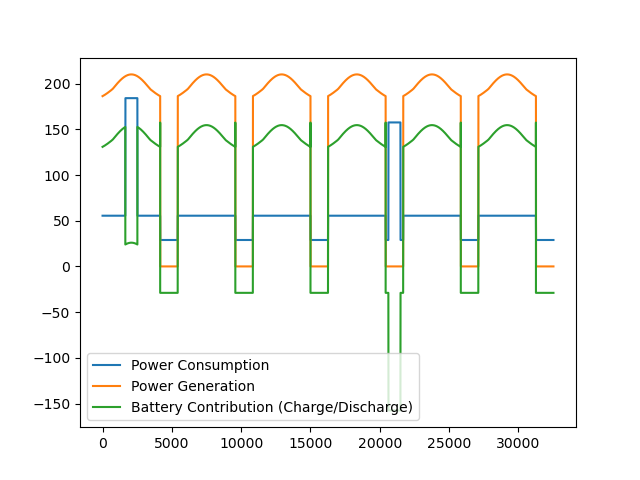 200
150
100
50
0
−50
−100
−150
Power Consumption
Power Generation
Battery Contribution (Charge/Discharge)
0 5000 10000 15000 20000 25000 30000